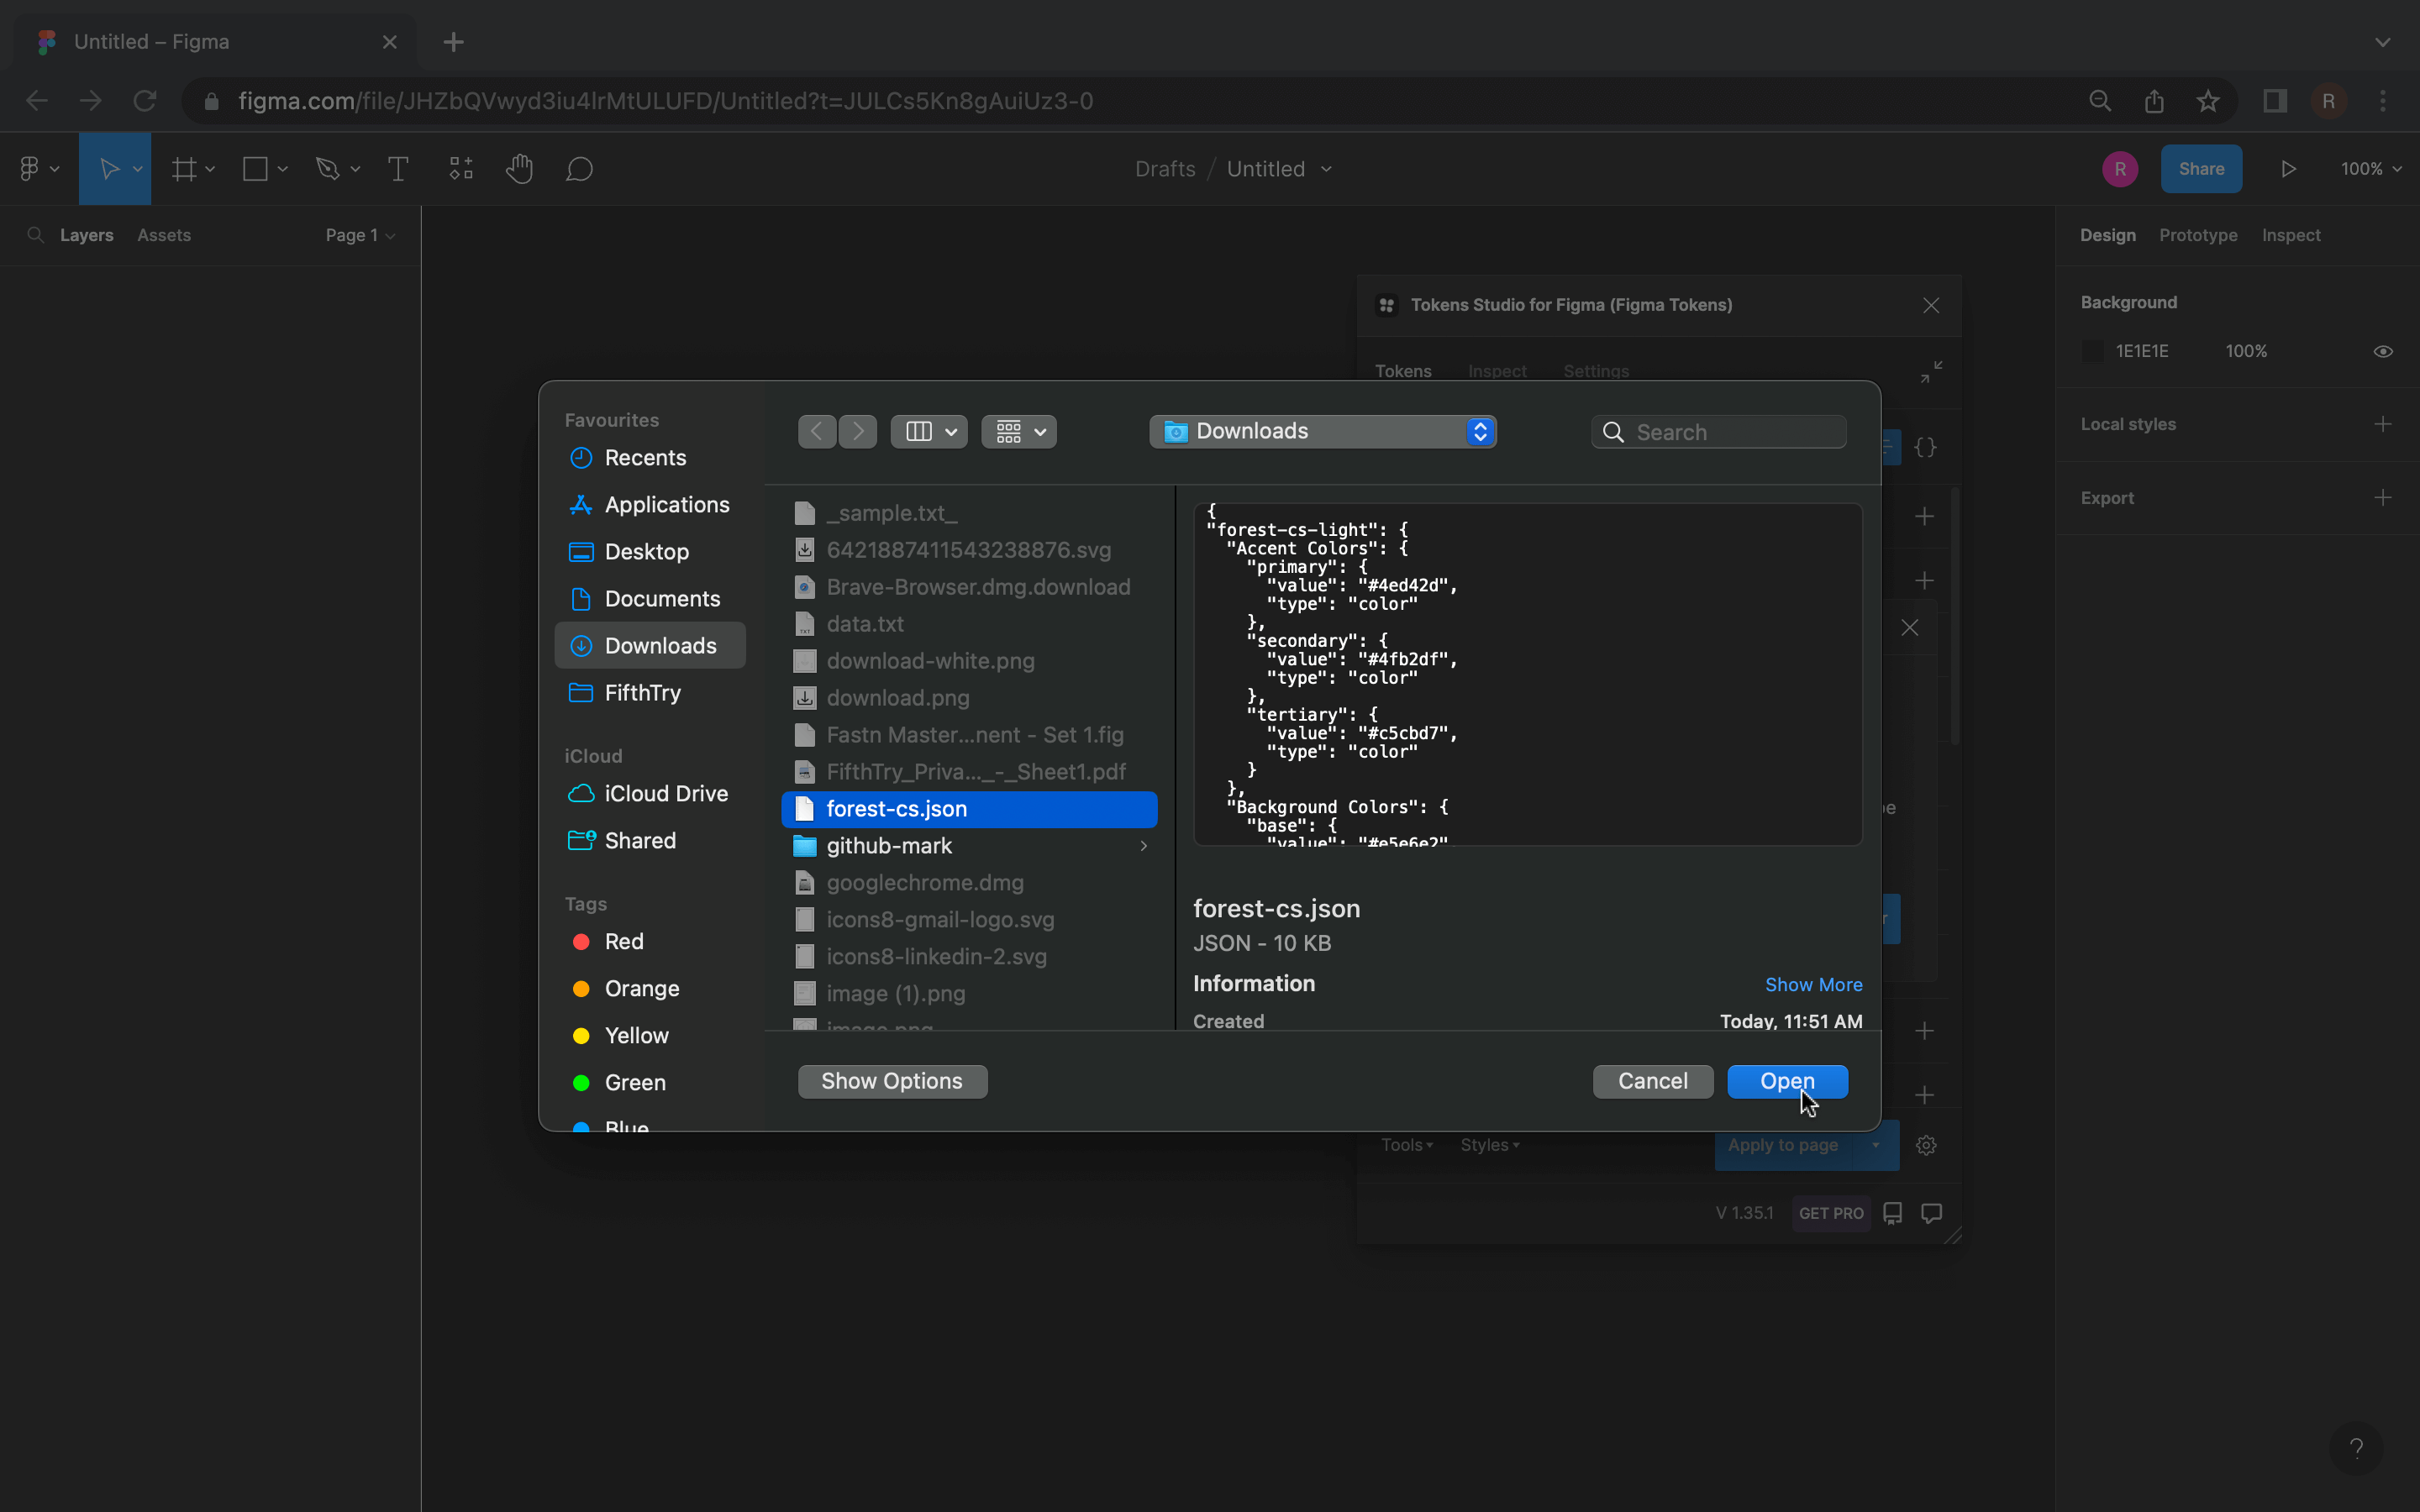 Untitled – Figma
figma.com/file/JHZbQVwyd3iu4IrMtULUFD/Untitled?t=JULCs5Kn8gAuiUz3-0
R
Drafts / Untitled
R
Share
100%
Layers
Assets
Page 1
Design
Prototype
Inspect
Background
1E1E1E
100%
Local styles
Export
Tokens Studio for Figma (Figma Tokens)
Tokens
Inspect
Settings
Favourites
Recents
Applications
Desktop
Documents
Downloads
FifthTry
iCloud
iCloud Drive
Shared
Tags
Red
Orange
Yellow
Green
Blue
Downloads
Search
_sample.txt_
6421887411543238876.svg
Brave-Browser.dmg.download
data.txt
download-white.png
download.png
Fastn Master...nent - Set 1.fig
FifthTry_Priva..._-_Sheet1.pdf
forest-cs.json
github-mark
googlechrome.dmg
icons8-gmail-logo.svg
icons8-linkedin-2.svg
image (1).png
image.png
{
"forest-cs-light": {
"Accent Colors": {
"primary": {
"value": "#4ed42d",
"type": "color"
},
"secondary": {
"value": "#4fb2df",
"type": "color"
},
"tertiary": {
"value": "#c5cbd7",
"type": "color"
}
},
"Background Colors": {
"base": {
"value": "#e5e6e2"
forest-cs.json
JSON - 10 KB
Information
Show More
Created
Today, 11:51 AM
Show Options
Cancel
Open
Tools
Styles
Apply to page
V 1.35.1
GET PRO
?